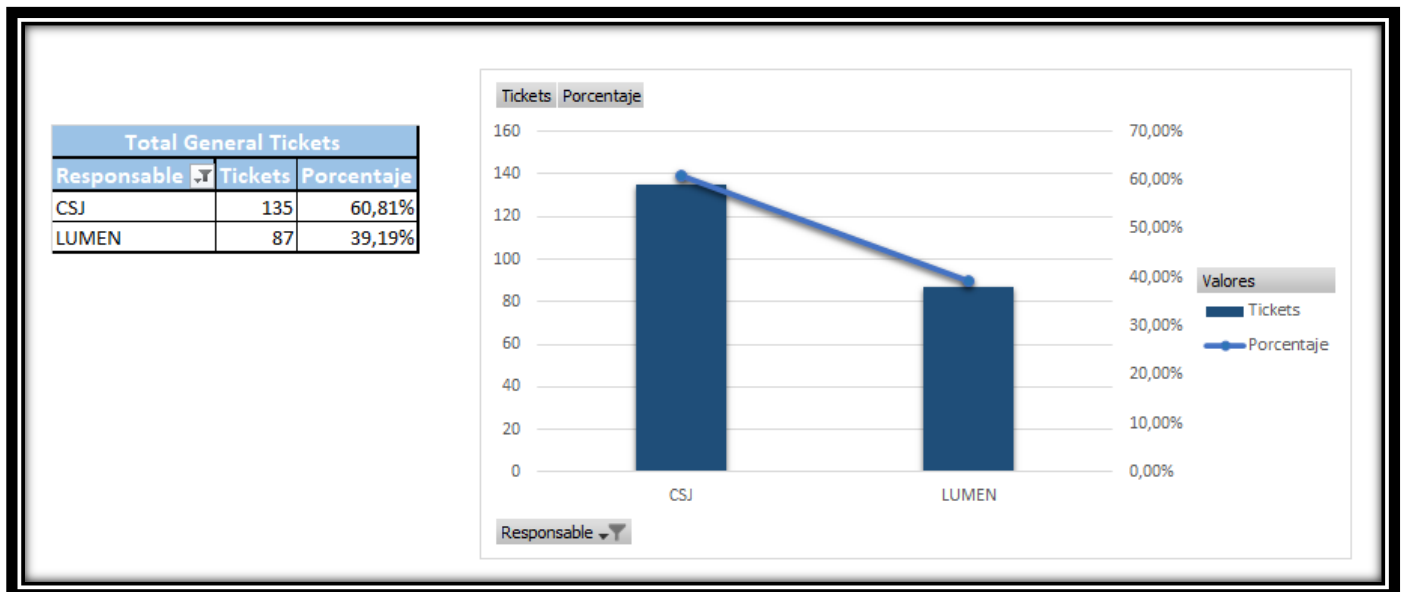 Total General Tickets
Responsable Tickets Porcentaje
CSJ 135 60,81%
LUMEN 87 39,19%
Tickets Porcentaje
160 70,00%
140 60,00%
120 50,00%
100 40,00%
80 30,00%
60 20,00%
40 10,00%
20 0,00%
0
CSJ LUMEN
Valores
Tickets
Porcentaje
Responsable